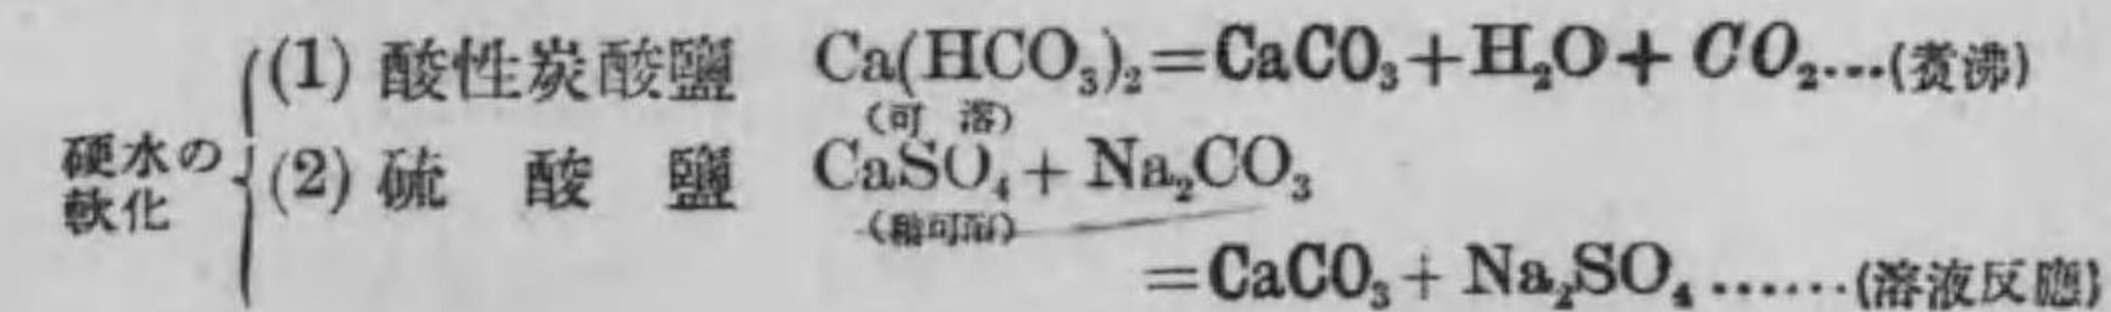 硬水の軟化
(1) 酸性炭酸鹽 Ca(HCO₃)₂=CaCO₃+H₂O+CO₂…(煑沸)
(可溶)
(2) 硫酸鹽 CaSO₄+Na₂CO₃
=CaCO₃+Na₂SO₄……(溶液反應)